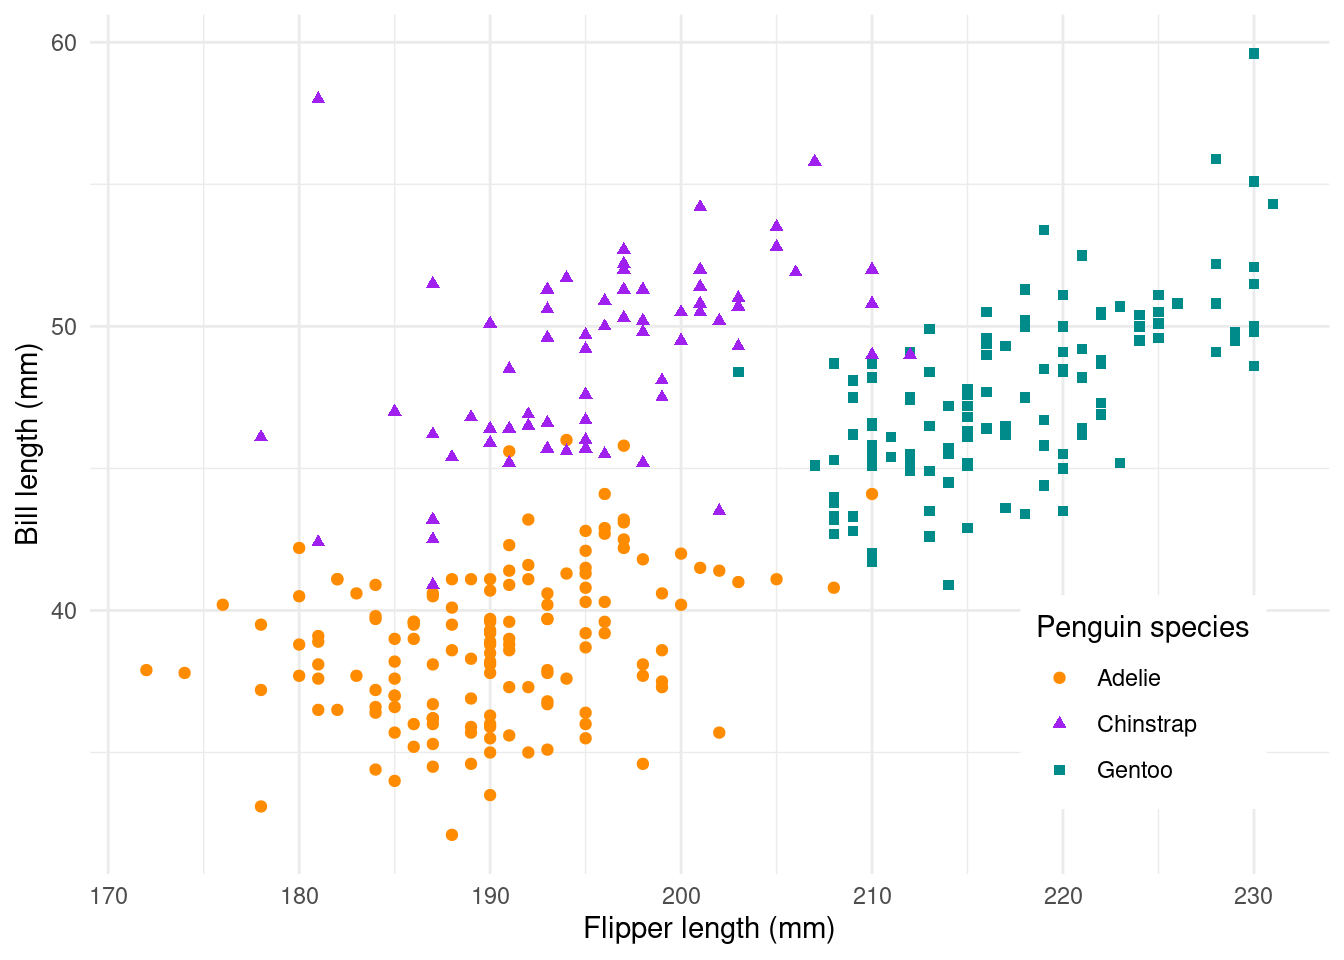 60
50
40
Bill length (mm)
Penguin species
Adelie
Chinstrap
Gentoo
170 180 190 200 210 220 230
Flipper length (mm)